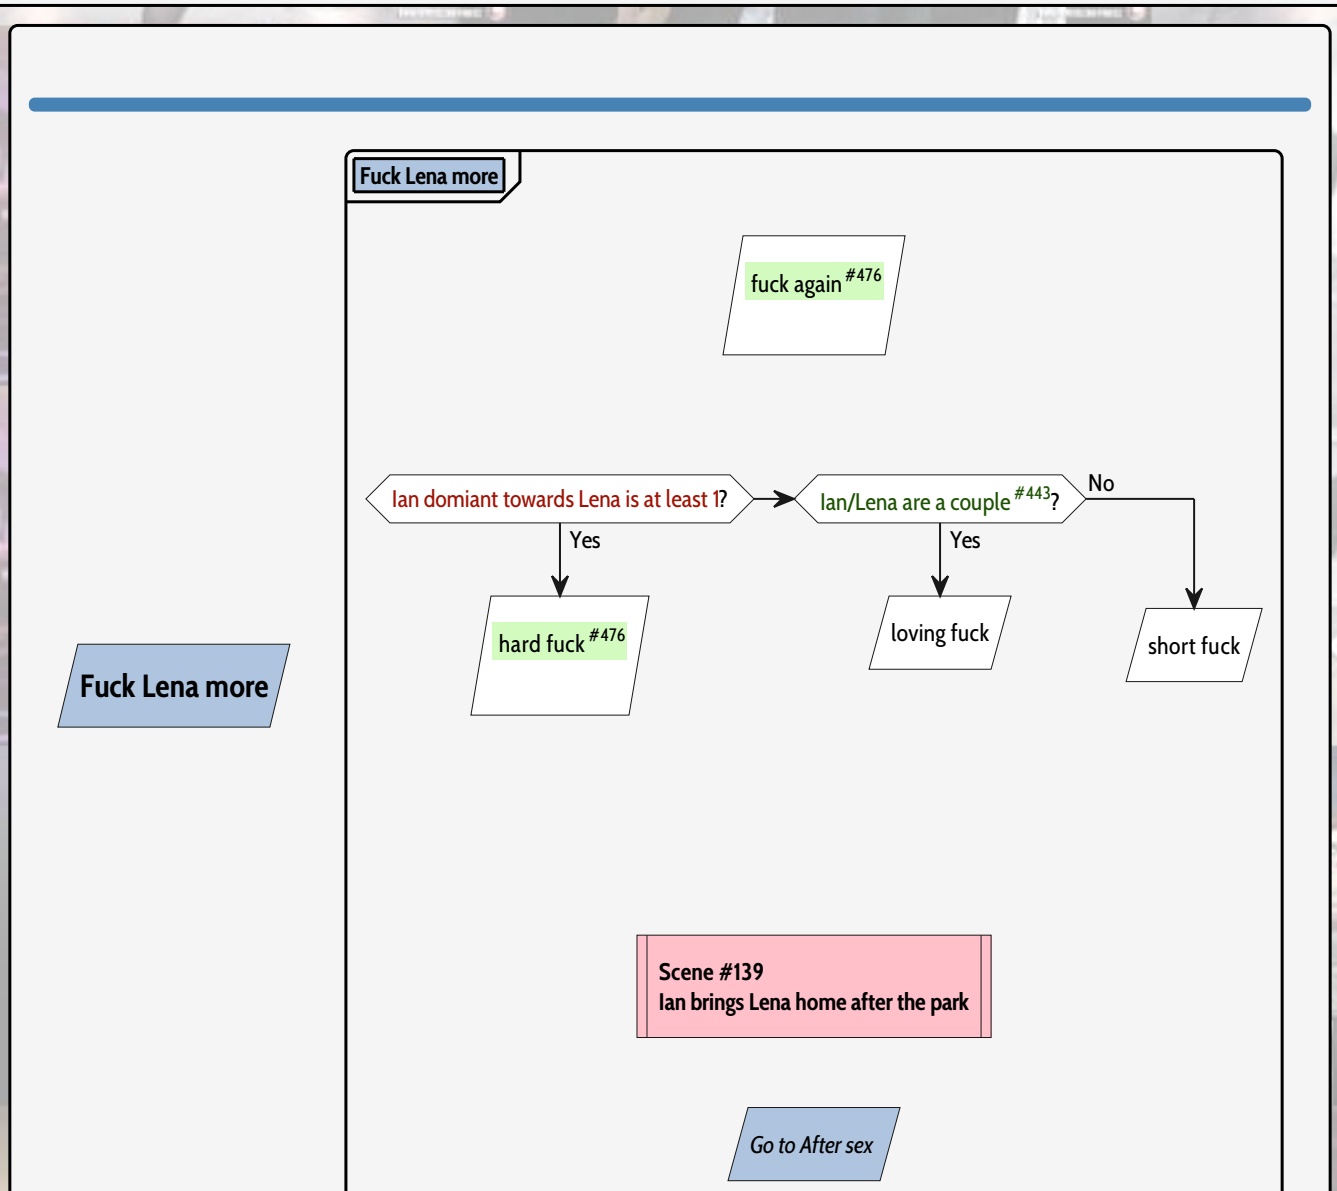 Fuck Lena more
fuck again #476
Ian domiant towards Lena is at least 1?
Ian/Lena are a couple #443?
No
Yes
Yes
hard fuck #476
loving fuck
short fuck
Fuck Lena more
Scene #139
Ian brings Lena home after the park
Go to After sex